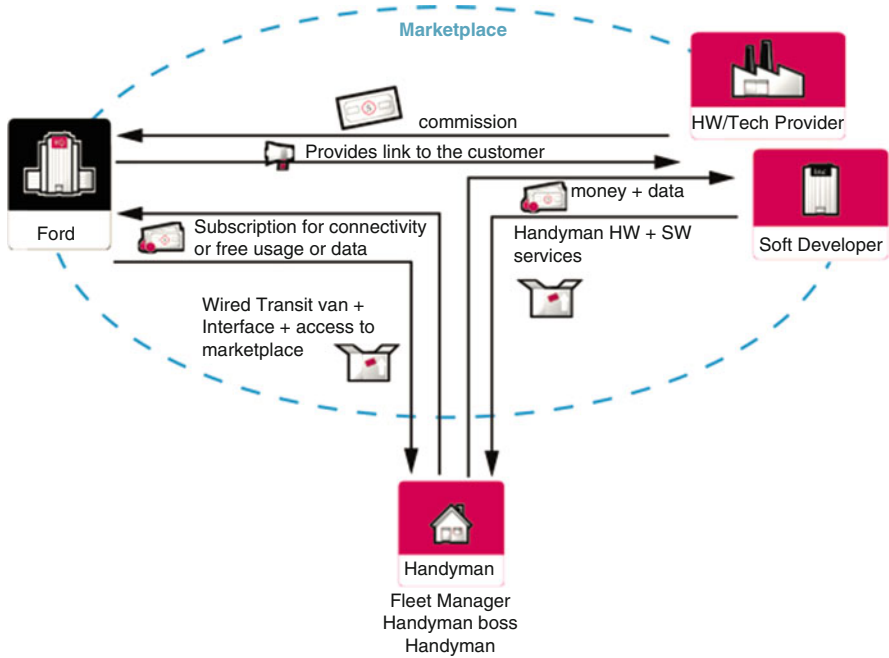 Marketplace
HW/Tech Provider
commission
Provides link to the customer
money + data
Ford
Subscription for connectivity
or free usage or data
Handyman HW + SW
services
Soft Developer
Wired Transit van +
Interface + access to
marketplace
Handyman
Fleet Manager
Handyman boss
Handyman